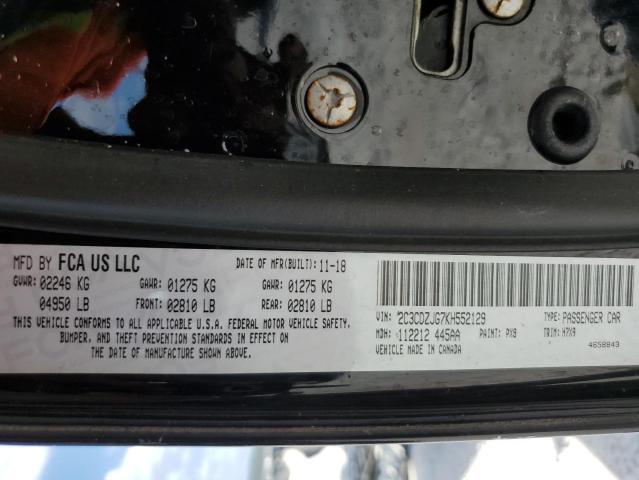 MFD BY FCA US LLC DATE OF MFR(BUILT): 11-18
GVWR: 02246 KG GAWR: 01275 KG GAWR: 01275 KG
04950 LB FRONT: 02810 LB REAR: 02810 LB
THIS VEHICLE CONFORMS TO ALL APPLICABLE U.S.A. FEDERAL MOTOR VEHICLE SAFETY,
BUMPER, AND THEFT PREVENTION STANDARDS IN EFFECT ON
THE DATE OF MANUFACTURE SHOWN ABOVE.
VIN: 2C3CDZJG7KH552129 TYPE: PASSENGER CAR
MDH: 112212 445AA PAINT: PX8 TRIM: H7X9
VEHICLE MADE IN CANADA 4658843